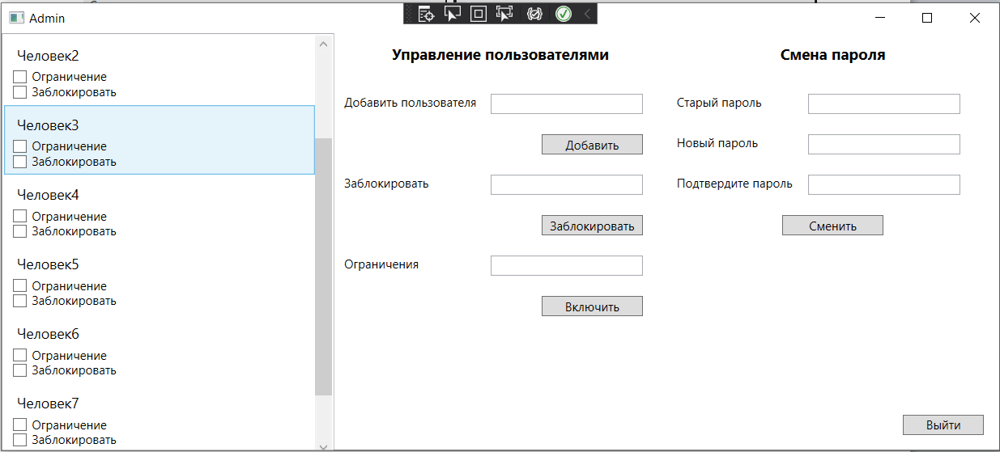 Admin
Человек2
Ограничение
Заблокировать
Человек3
Ограничение
Заблокировать
Человек4
Ограничение
Заблокировать
Человек5
Ограничение
Заблокировать
Человек6
Ограничение
Заблокировать
Человек7
Ограничение
Заблокировать
Управление пользователями
Добавить пользователя
Добавить
Заблокировать
Заблокировать
Ограничения
Включить
Смена пароля
Старый пароль
Новый пароль
Подтвердите пароль
Сменить
Выйти